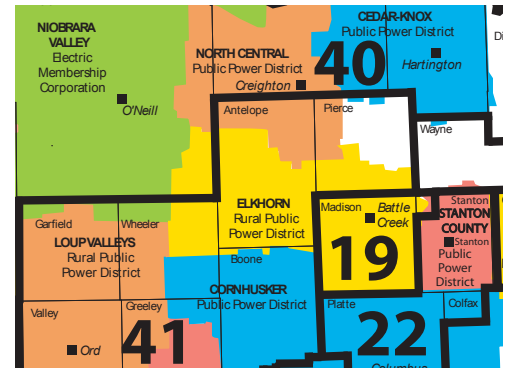 CEDAR-KNOX
Public Power District
40
Hartington
Di
NIOBRARA
VALLEY
Electric
Membership
Corporation
O'Neill
NORTH CENTRAL
Public Power District
Creighton
Antelope
Pierce
Wayne
ELKHORN
Rural Public
Power District
Madison
Battle
Creek
19
Stanton
STANTON
COUNTY
Stanton
Public
Power
District
Garfield
Wheeler
LOUP VALLEYS
Rural Public
Power District
Boone
CORNHUSKER
Public Power District
Valley
Greeley
41
Ord
Platte
Colfax
22
Columbus